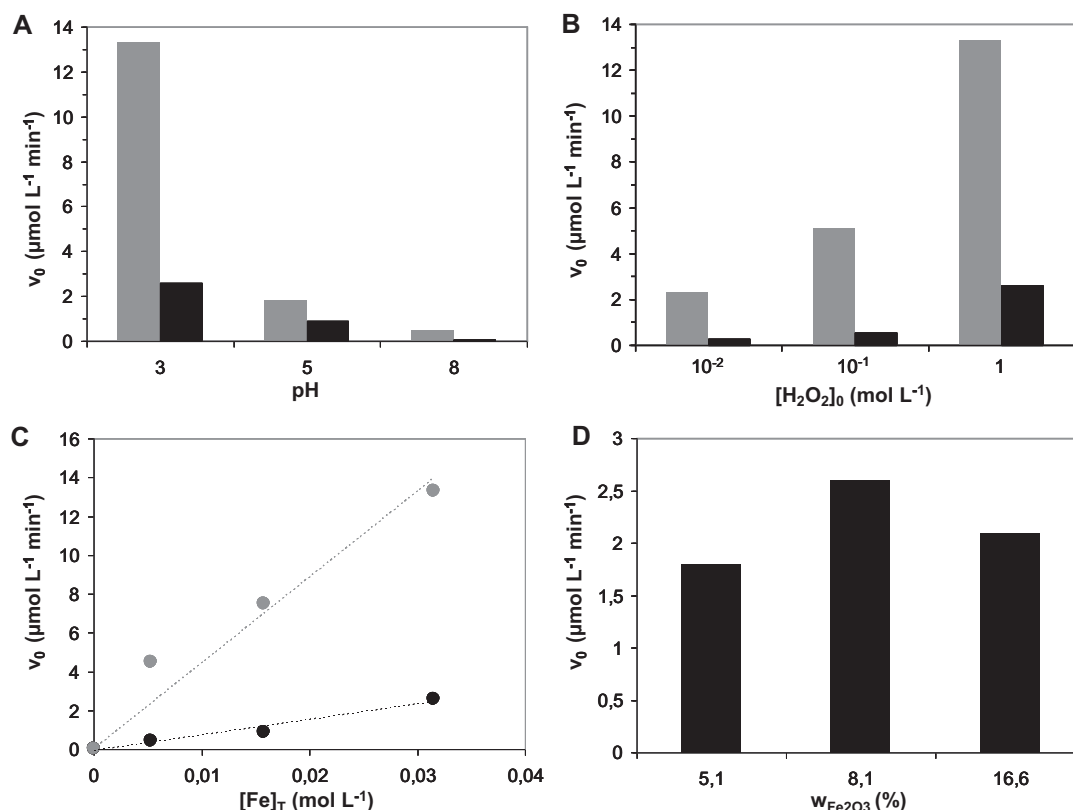 A
v₀ (µmol L⁻¹ min⁻¹)
14
12
10
8
6
4
2
0
3 5 8
pH
B
v₀ (µmol L⁻¹ min⁻¹)
14
12
10
8
6
4
2
0
10⁻² 10⁻¹ 1
[H₂O₂]₀ (mol L⁻¹)
C
v₀ (µmol L⁻¹ min⁻¹)
16
14
12
10
8
6
4
2
0
0 0,01 0,02 0,03 0,04
[Fe]T (mol L⁻¹)
D
v₀ (µmol L⁻¹ min⁻¹)
3
2,5
2
1,5
1
0,5
0
5,1 8,1 16,6
wFe2O3 (%)